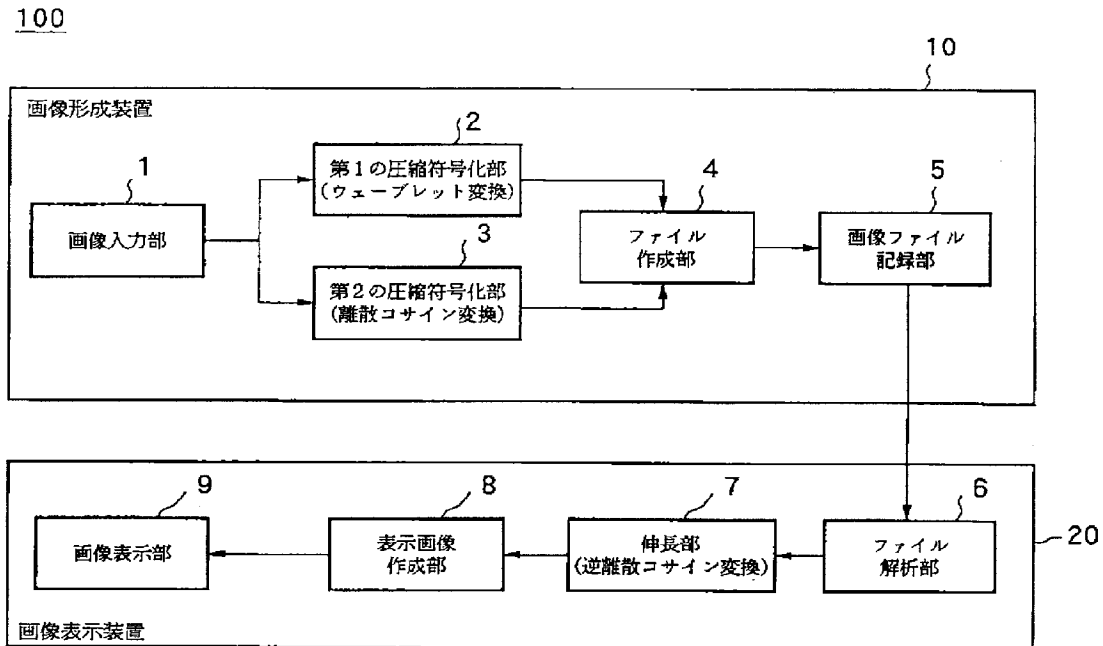 100
10
画像形成装置
1
画像入力部
2
第1の圧縮符号化部
(ウェーブレット変換)
3
第2の圧縮符号化部
(離散コサイン変換)
4
ファイル
作成部
5
画像ファイル
記録部
9
画像表示部
8
表示画像
作成部
7
伸長部
(逆離散コサイン変換)
6
ファイル
解析部
20
画像表示装置